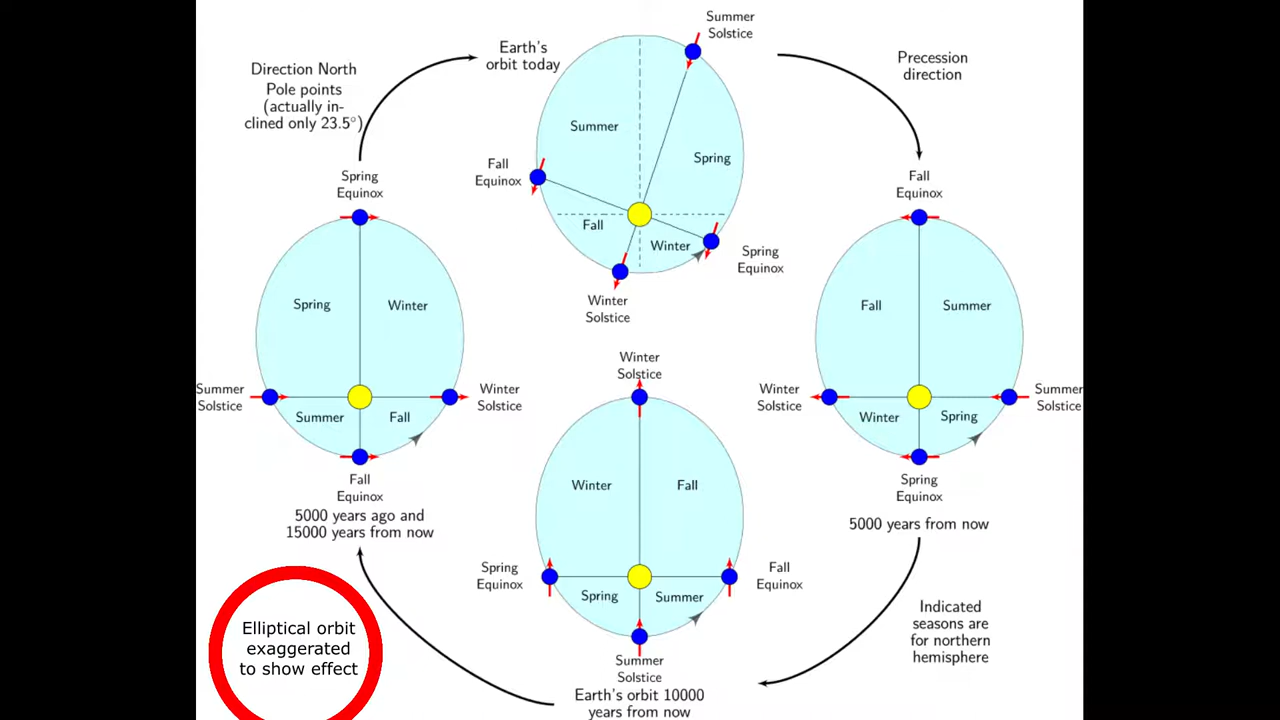 Summer
Solstice
Earth's
orbit today
Precession
direction
Direction North
Pole points
(actually in-
clined only 23.5°)
Summer
Spring
Fall
Equinox
Fall
Winter
Spring
Equinox
Winter
Solstice
Spring
Equinox
Spring
Winter
Summer
Solstice
Winter
Solstice
Summer
Fall
Fall
Equinox
5000 years ago and
15000 years from now
Fall
Equinox
Fall
Summer
Winter
Solstice
Summer
Solstice
Winter
Spring
Spring
Equinox
5000 years from now
Winter
Solstice
Winter
Fall
Spring
Equinox
Fall
Equinox
Spring
Summer
Summer
Solstice
Earth's orbit 10000
years from now
Indicated
seasons are
for northern
hemisphere
Elliptical orbit
exaggerated
to show effect